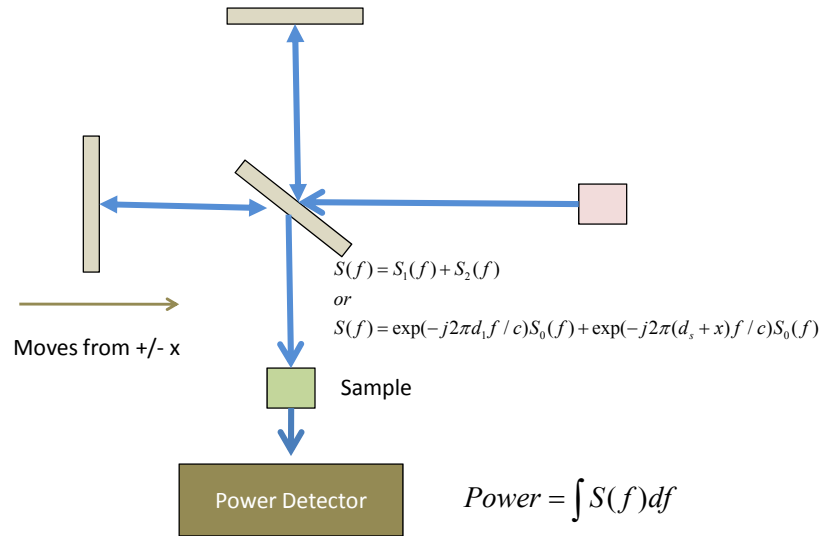 S(f) = S₁(f) + S₂(f)
or
S(f) = exp(−j2πd₁f / c)S₀(f) + exp(−j2π(dₛ + x)f / c)S₀(f)
Moves from +/- x
Sample
Power Detector
Power = ∫ S(f)df